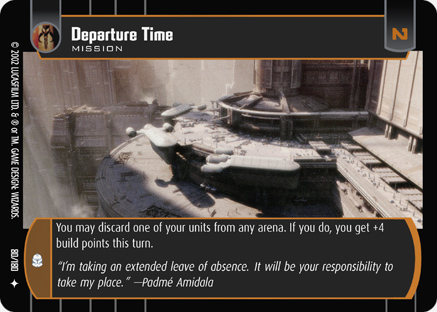 Departure Time
MISSION
N
You may discard one of your units from any arena. If you do, you get +4
build points this turn.
"I'm taking an extended leave of absence. It will be your responsibility to
take my place." —Padmé Amidala
© 2002 LUCASFILM LTD. & ® or TM. GAME DESIGN: WIZARDS.
80/180